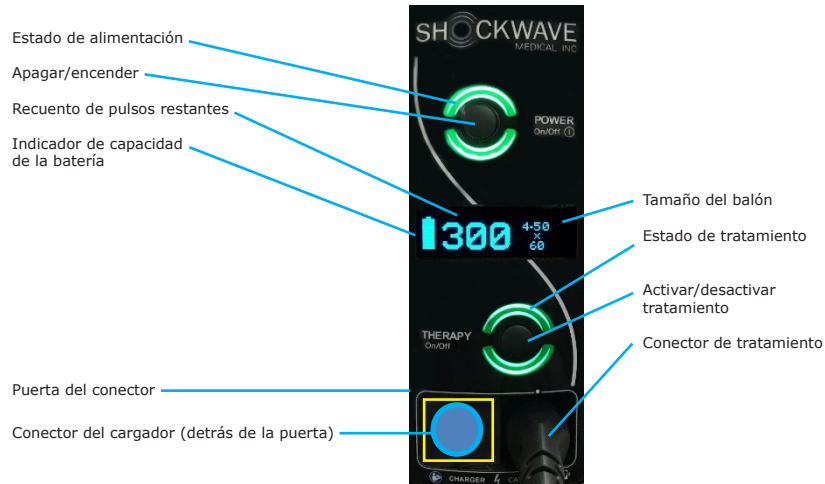 Estado de alimentación
Apagar/encender
Recuento de pulsos restantes
Indicador de capacidad
de la batería
SHOCKWAVE
MEDICAL INC
POWER
On/Off
300
4.50
X
60
THERAPY
On/Off
Tamaño del balón
Estado de tratamiento
Activar/desactivar
tratamiento
Conector de tratamiento
Puerta del conector
Conector del cargador (detrás de la puerta)
CHARGER